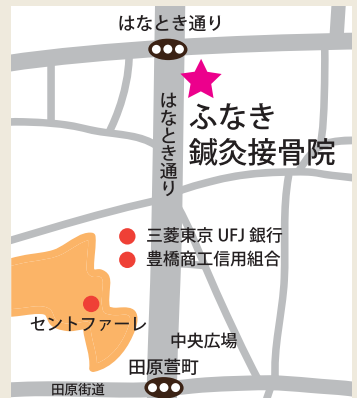 はなとき通り
はなとき通り
ふなき
鍼灸接骨院
三菱東京 UFJ 銀行
豊橋商工信用組合
セントファーレ
中央広場
田原萱町
田原街道